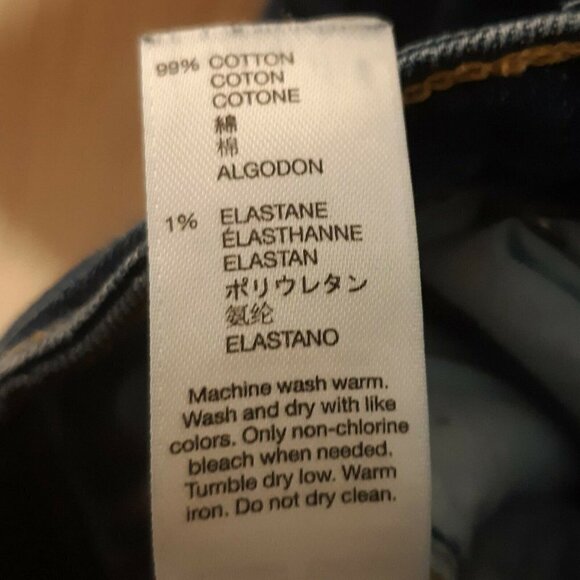 99% COTTON
COTON
COTONE
綿
棉
ALGODON
1% ELASTANE
ÉLASTHANNE
ELASTAN
ポリウレタン
氨纶
ELASTANO
Machine wash warm.
Wash and dry with like
colors. Only non-chlorine
bleach when needed.
Tumble dry low. Warm
iron. Do not dry clean.